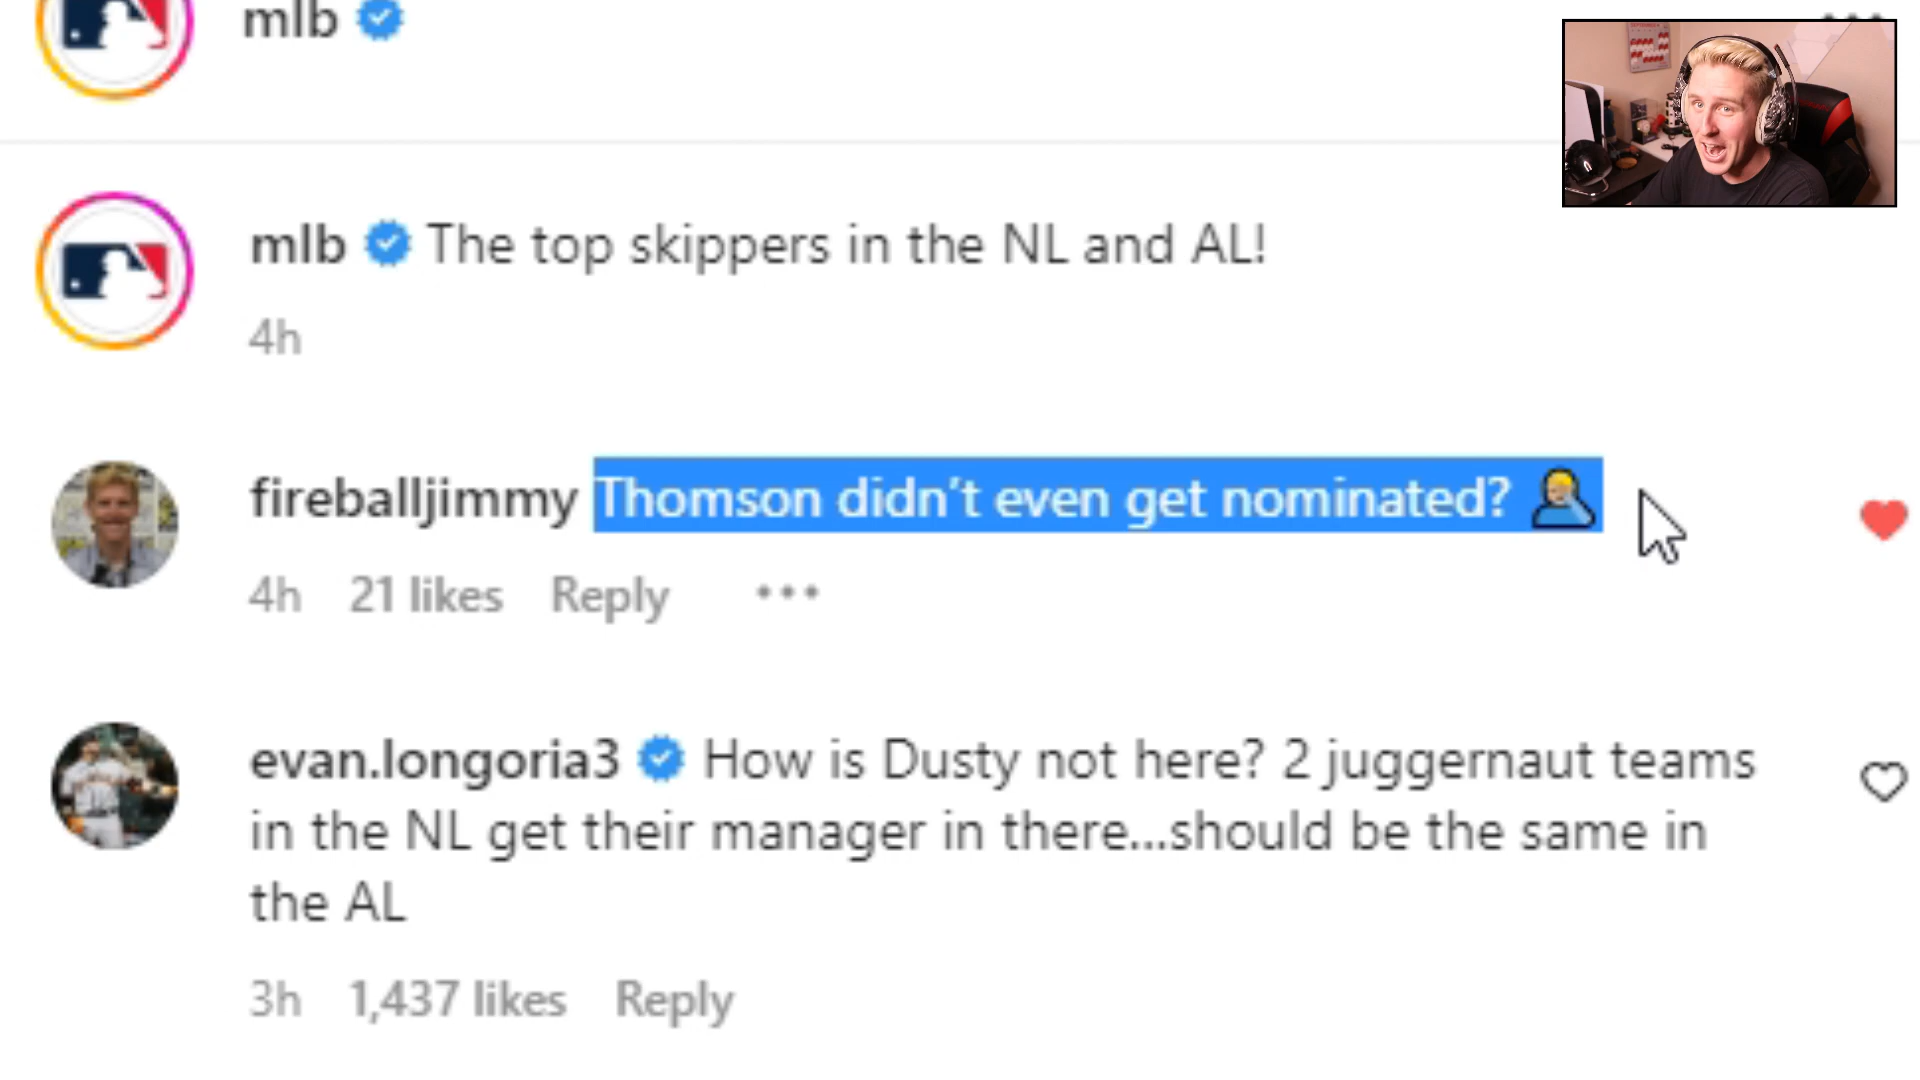 mlb
mlb The top skippers in the NL and AL!
4h
fireballjimmy Thomson didn’t even get nominated? 🤦🏼
4h 21 likes Reply
evan.longoria3 How is Dusty not here? 2 juggernaut teams
in the NL get their manager in there...should be the same in
the AL
3h 1,437 likes Reply